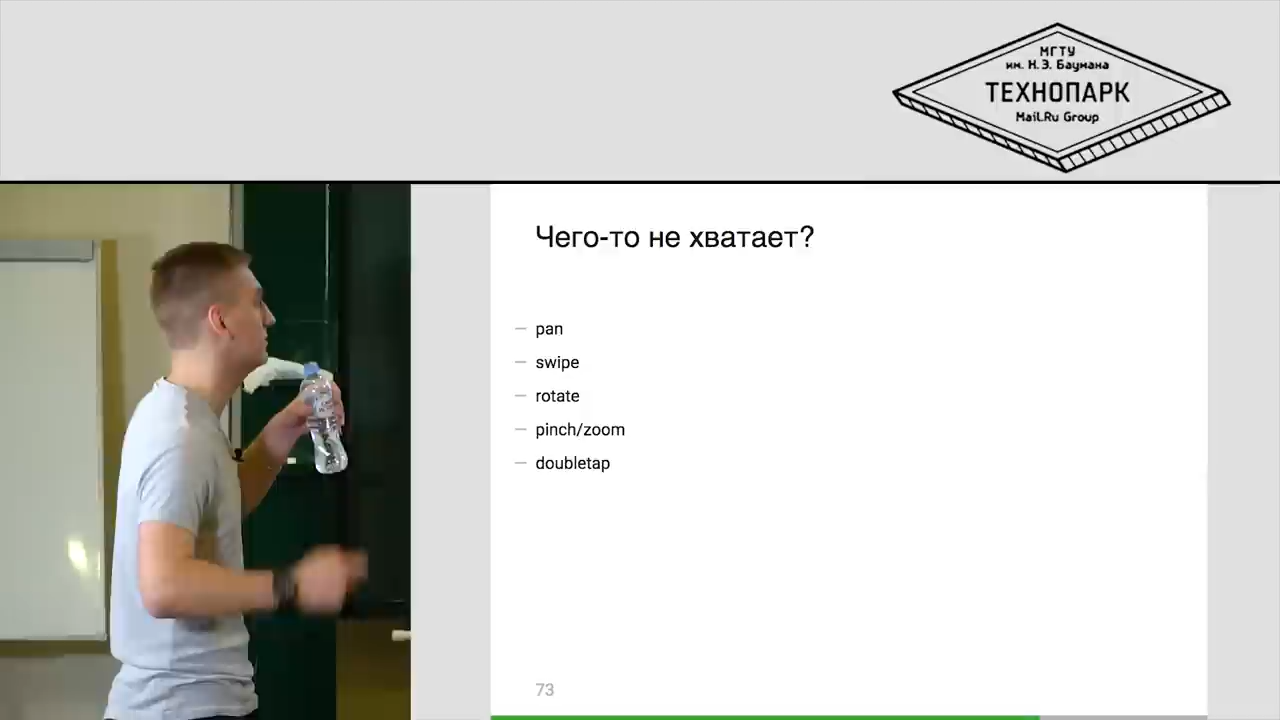 МГТУ
им. Н.Э. Баумана
ТЕХНОПАРК
Mail.Ru Group
Чего-то не хватает?
— pan
— swipe
— rotate
— pinch/zoom
— doubletap
73